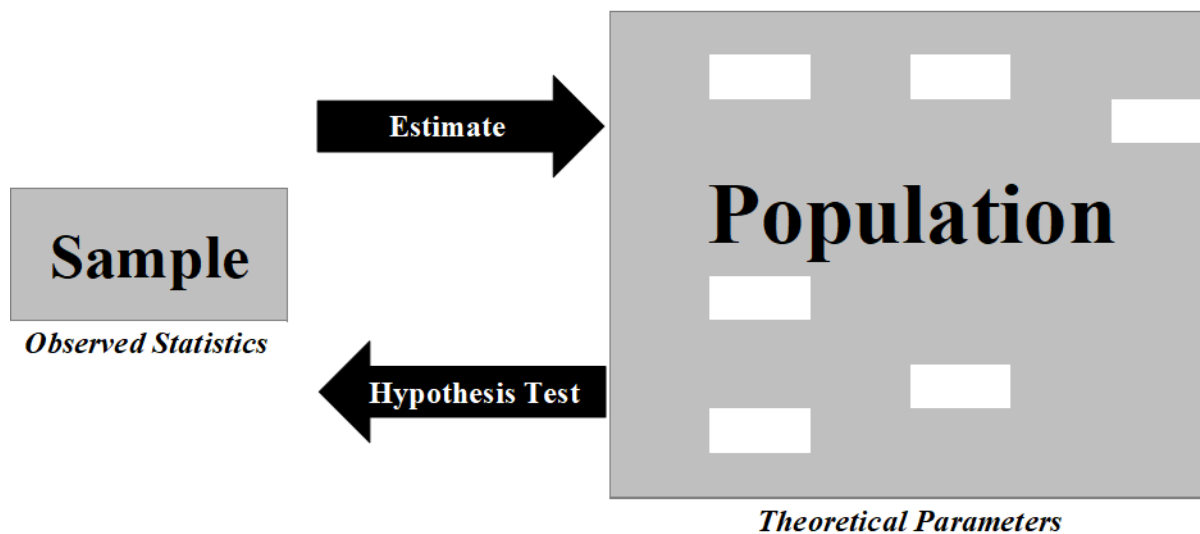 Estimate
Population
Sample
Observed Statistics
Hypothesis Test
Theoretical Parameters